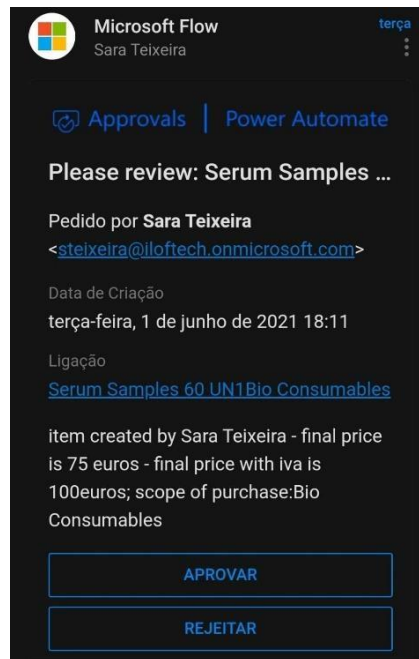 Microsoft Flow
terça
Sara Teixeira
Approvals | Power Automate
Please review: Serum Samples ...
Pedido por Sara Teixeira
<steixeira@iloftech.onmicrosoft.com>
Data de Criação
terça-feira, 1 de junho de 2021 18:11
Ligação
Serum Samples 60 UN1Bio Consumables
item created by Sara Teixeira - final price
is 75 euros - final price with iva is
100euros; scope of purchase:Bio
Consumables
APROVAR
REJEITAR